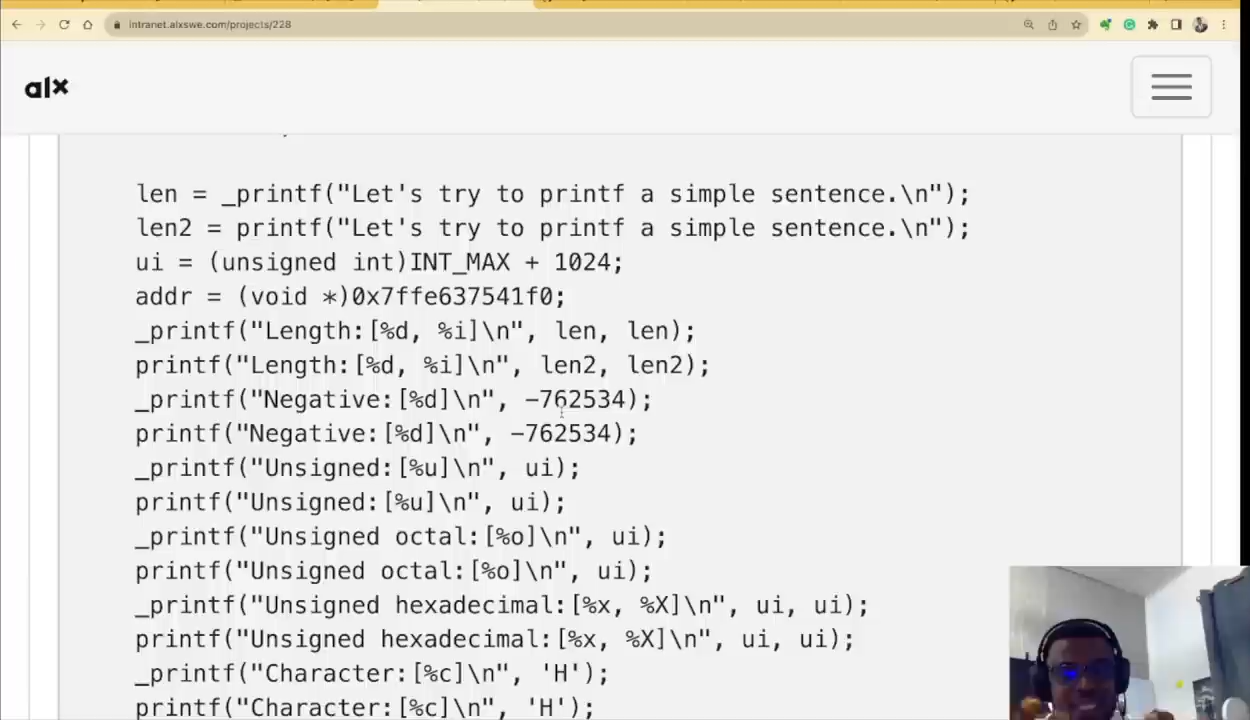 intranet.alxswe.com/projects/228
alx
len = _printf("Let's try to printf a simple sentence.\n");
len2 = printf("Let's try to printf a simple sentence.\n");
ui = (unsigned int)INT_MAX + 1024;
addr = (void *)0x7ffe637541f0;
_printf("Length:[%d, %i]\n", len, len);
printf("Length:[%d, %i]\n", len2, len2);
_printf("Negative:[%d]\n", -762534);
printf("Negative:[%d]\n", -762534);
_printf("Unsigned:[%u]\n", ui);
printf("Unsigned:[%u]\n", ui);
_printf("Unsigned octal:[%o]\n", ui);
printf("Unsigned octal:[%o]\n", ui);
_printf("Unsigned hexadecimal:[%x, %X]\n", ui, ui);
printf("Unsigned hexadecimal:[%x, %X]\n", ui, ui);
_printf("Character:[%c]\n", 'H');
printf("Character:[%c]\n", 'H');